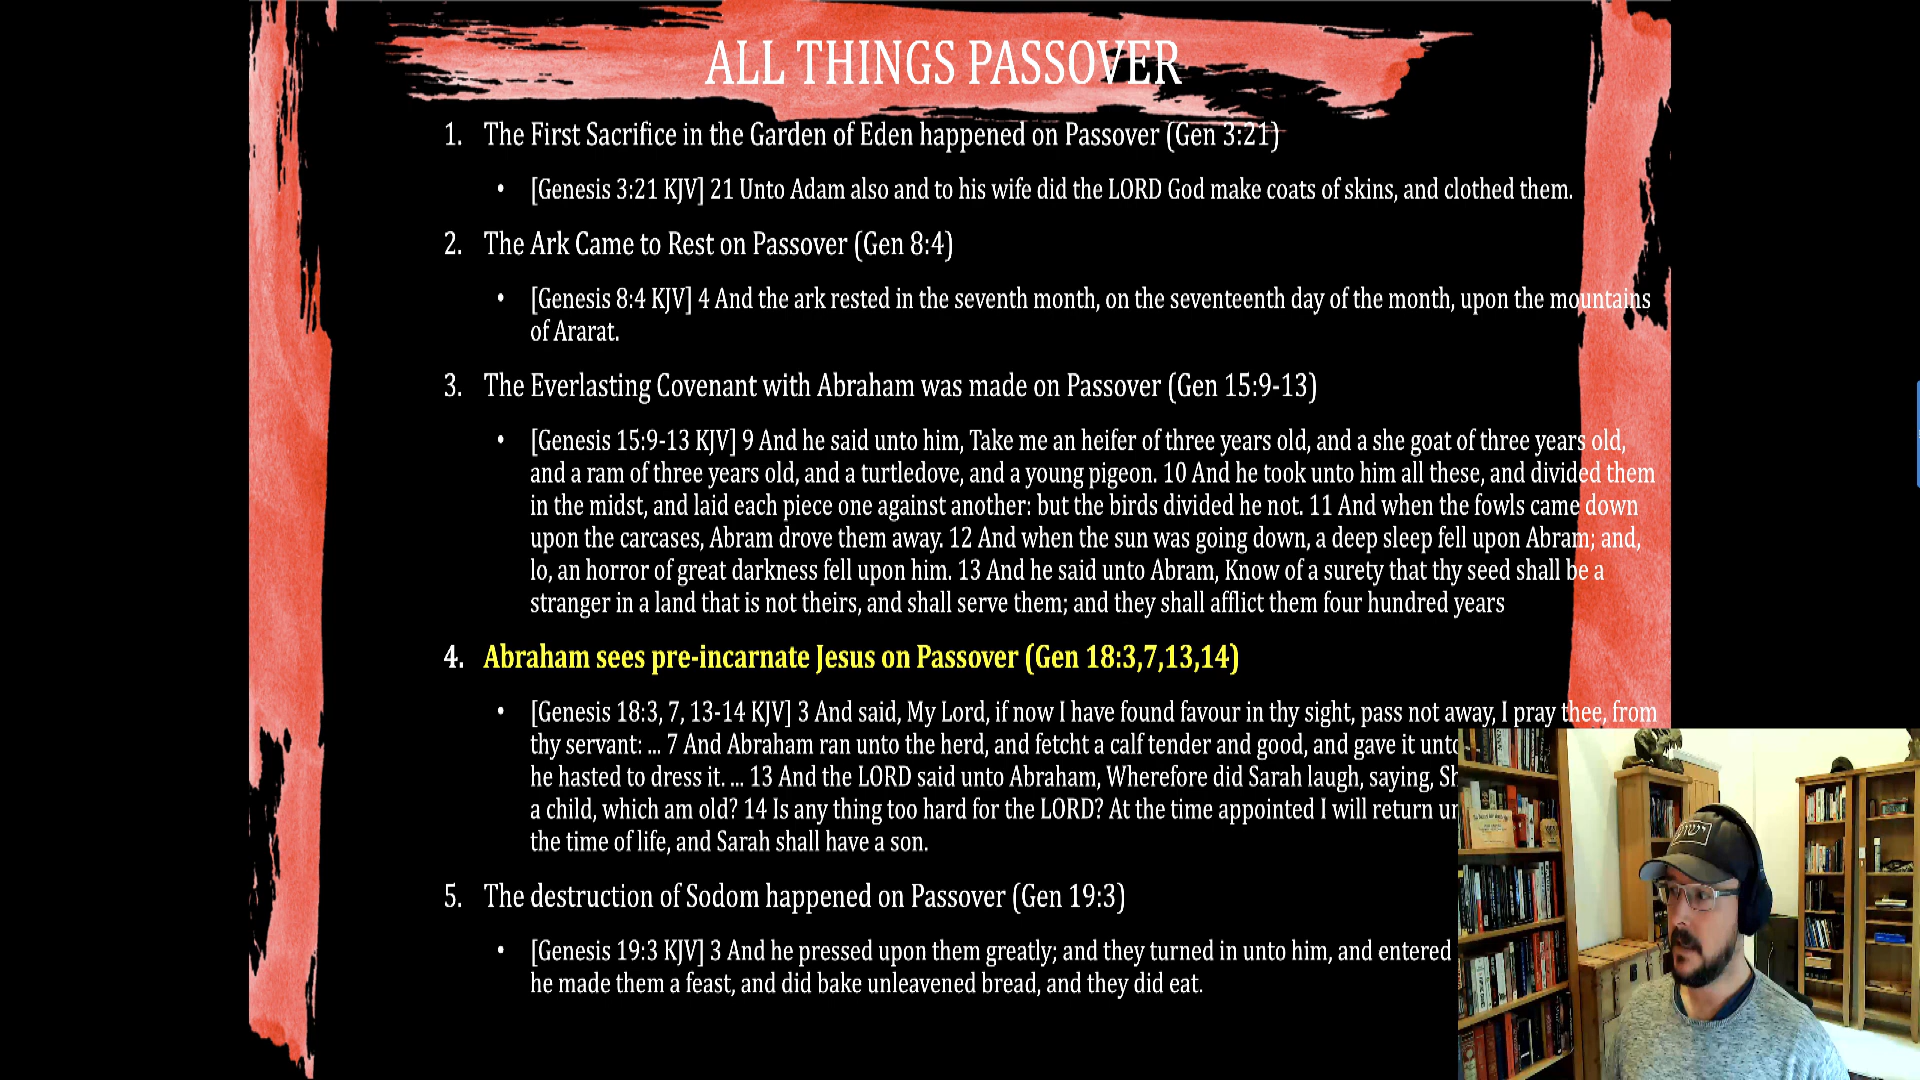 ALL THINGS PASSOVER
1. The First Sacrifice in the Garden of Eden happened on Passover (Gen 3:21)
• [Genesis 3:21 KJV] 21 Unto Adam also and to his wife did the LORD God make coats of skins, and clothed them.
2. The Ark Came to Rest on Passover (Gen 8:4)
• [Genesis 8:4 KJV] 4 And the ark rested in the seventh month, on the seventeenth day of the month, upon the mountains
of Ararat.
3. The Everlasting Covenant with Abraham was made on Passover (Gen 15:9-13)
• [Genesis 15:9-13 KJV] 9 And he said unto him, Take me an heifer of three years old, and a she goat of three years old,
and a ram of three years old, and a turtledove, and a young pigeon. 10 And he took unto him all these, and divided them
in the midst, and laid each piece one against another: but the birds divided he not. 11 And when the fowls came down
upon the carcases, Abram drove them away. 12 And when the sun was going down, a deep sleep fell upon Abram; and,
lo, an horror of great darkness fell upon him. 13 And he said unto Abram, Know of a surety that thy seed shall be a
stranger in a land that is not theirs, and shall serve them; and they shall afflict them four hundred years
4. Abraham sees pre-incarnate Jesus on Passover (Gen 18:3,7,13,14)
• [Genesis 18:3, 7, 13-14 KJV] 3 And said, My Lord, if now I have found favour in thy sight, pass not away, I pray thee, from
thy servant: ... 7 And Abraham ran unto the herd, and fetcht a calf tender and good, and gave it
he hasted to dress it. ... 13 And the LORD said unto Abraham, Wherefore did Sarah laugh, saying,
a child, which am old? 14 Is any thing too hard for the LORD? At the time appointed I will return
the time of life, and Sarah shall have a son.
5. The destruction of Sodom happened on Passover (Gen 19:3)
• [Genesis 19:3 KJV] 3 And he pressed upon them greatly; and they turned in unto him, and entered
he made them a feast, and did bake unleavened bread, and they did eat.